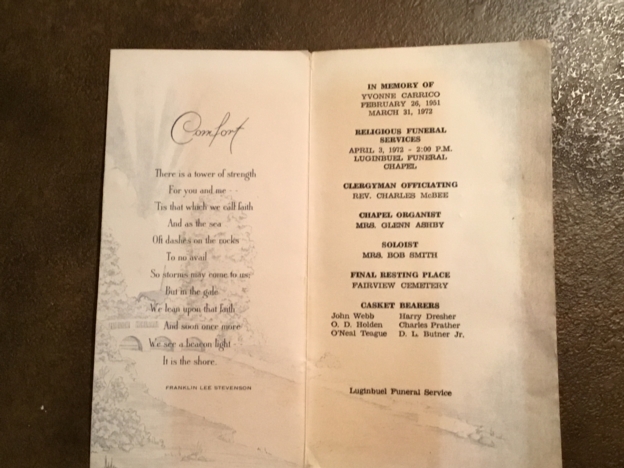 Comfort
There is a tower of strength
For you and me
'Tis that which we call faith
And as the sea
Oft dashes on the rocks
To no avail
So storms may come to us
But in the gale
We lean upon that faith
And soon once more
We see a beacon light
It is the shore.
FRANKLIN LEE STEVENSON
IN MEMORY OF
YVONNE CARRICO
FEBRUARY 26, 1951
MARCH 31, 1972
RELIGIOUS FUNERAL
SERVICES
APRIL 3, 1972 - 2:00 P.M.
LUGINBUEL FUNERAL
CHAPEL
CLERGYMAN OFFICIATING
REV. CHARLES McBEE
CHAPEL ORGANIST
MRS. GLENN ASHBY
SOLOIST
MRS. BOB SMITH
FINAL RESTING PLACE
FAIRVIEW CEMETERY
CASKET BEARERS
John Webb Harry Dresher
O. D. Helden Charles Prather
O'Neal Teague D. L. Butner Jr.
Luginbuel Funeral Service